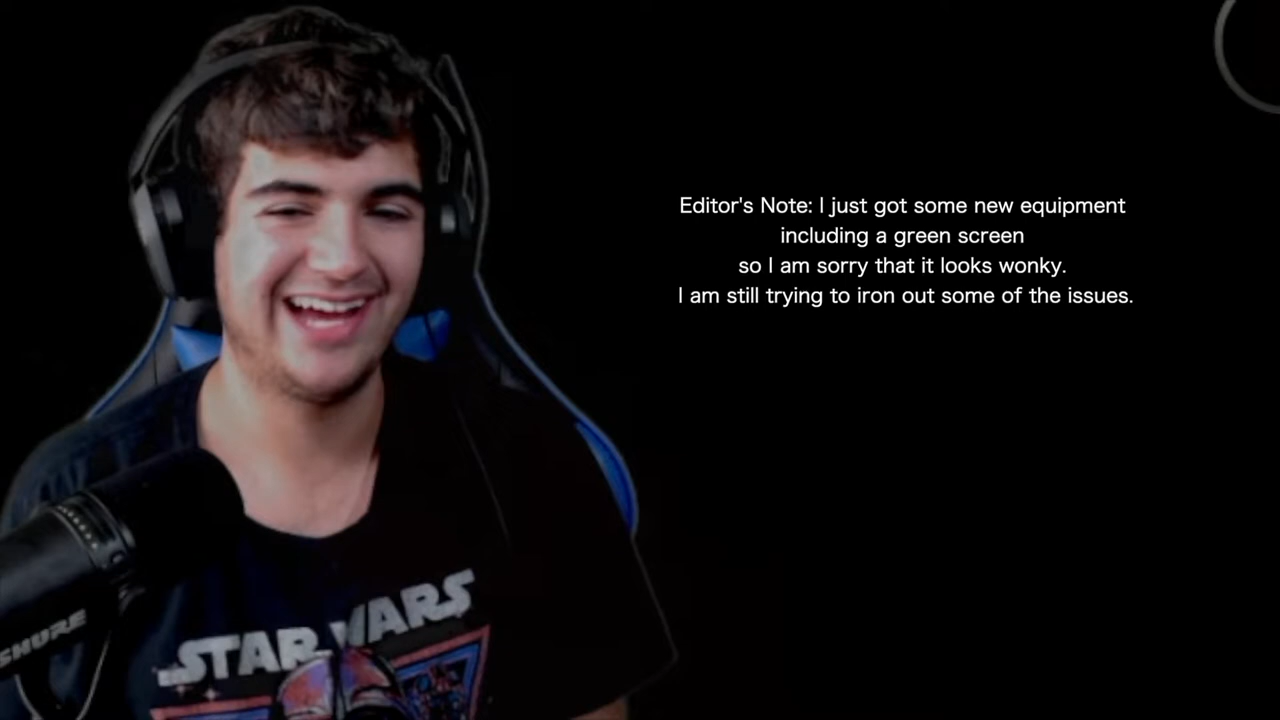 Editor's Note: I just got some new equipment
including a green screen
so I am sorry that it looks wonky.
I am still trying to iron out some of the issues.
SHURE
STAR WARS